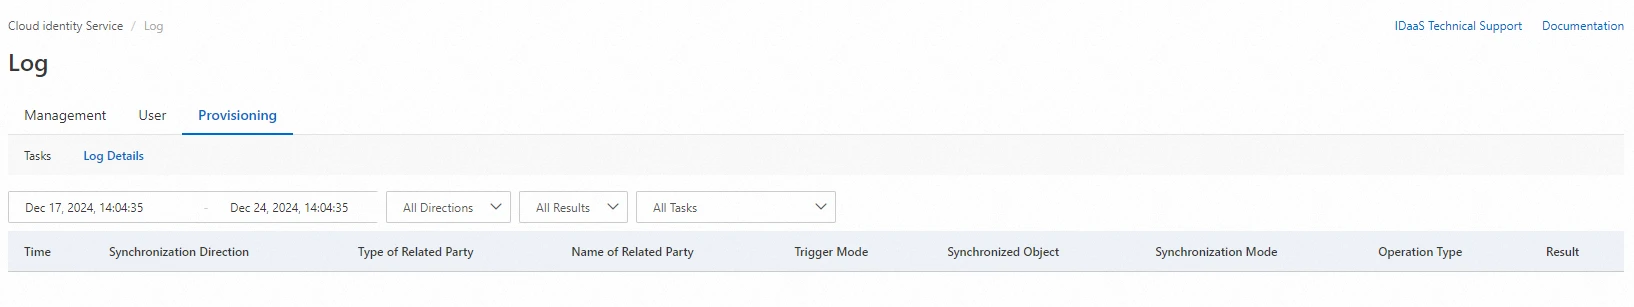 Cloud identity Service / Log
IDaaS Technical Support Documentation
Log
Management User Provisioning
Tasks Log Details
Dec 17, 2024, 14:04:35 - Dec 24, 2024, 14:04:35 All Directions All Results All Tasks
Time Synchronization Direction Type of Related Party Name of Related Party Trigger Mode Synchronized Object Synchronization Mode Operation Type Result